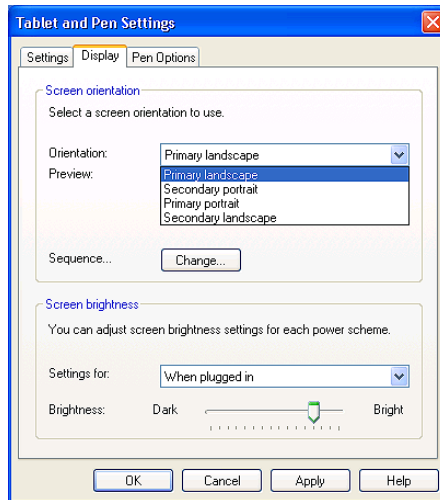 Tablet and Pen Settings
Settings Display Pen Options
Screen orientation
Select a screen orientation to use.
Orientation: Primary landscape
Preview: Primary landscape
Secondary portrait
Primary portrait
Secondary landscape
Sequence... Change...
Screen brightness
You can adjust screen brightness settings for each power scheme.
Settings for: When plugged in
Brightness: Dark Bright
OK Cancel Apply Help